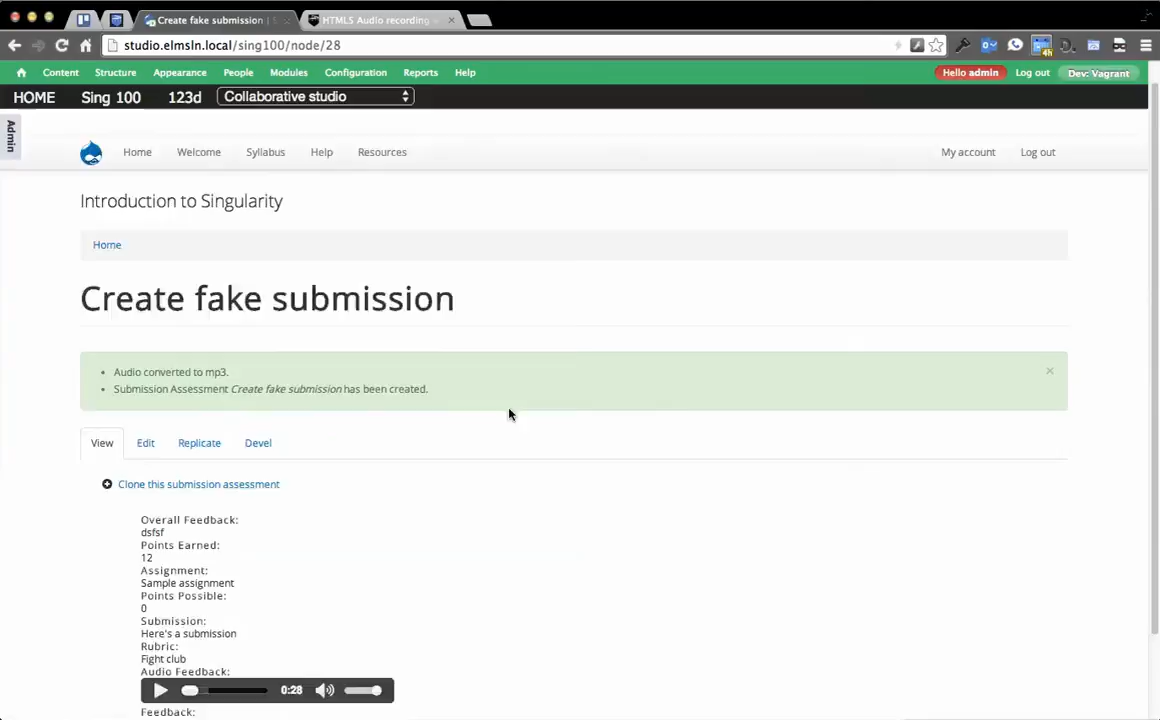 Create fake submission
HTML5 Audio recording
studio.elmsln.local/sing100/node/28
4h
Content Structure Appearance People Modules Configuration Reports Help Hello admin Log out Dev: Vagrant
HOME Sing 100 123d Collaborative studio
Admin
Home Welcome Syllabus Help Resources My account Log out
Introduction to Singularity
Home
Create fake submission
Audio converted to mp3.
Submission Assessment Create fake submission has been created.
×
View Edit Replicate Devel
Clone this submission assessment
Overall Feedback:
dsfsf
Points Earned:
12
Assignment:
Sample assignment
Points Possible:
0
Submission:
Here's a submission
Rubric:
Fight club
Audio Feedback:
0:28
Feedback: